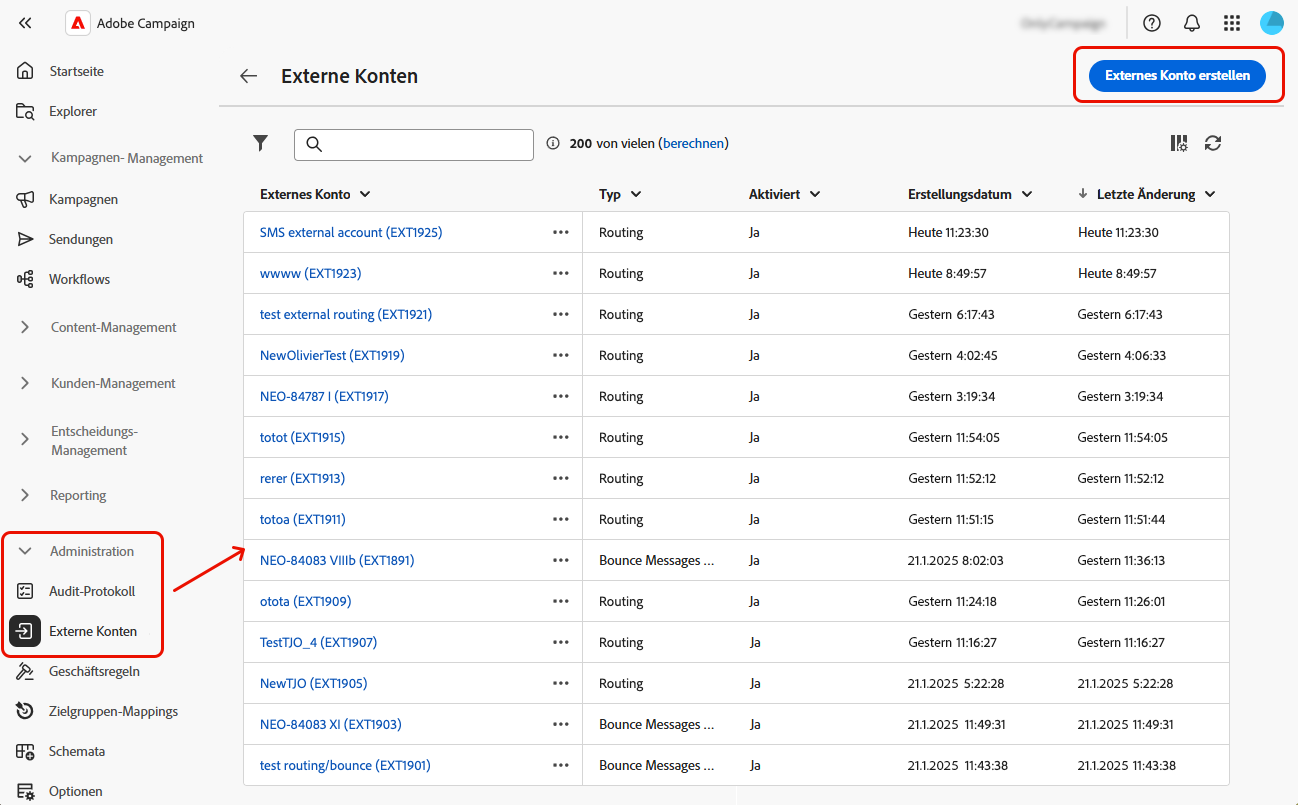 Adobe Campaign
Startseite
Explorer
Kampagnen- Management
Kampagnen
Sendungen
Workflows
Content-Management
Kunden-Management
Entscheidungs-
Management
Reporting
Administration
Audit-Protokoll
Externe Konten
Geschäftsregeln
Zielgruppen-Mappings
Schemata
Optionen
Externe Konten
Externes Konto erstellen
200 von vielen (berechnen)
Externes Konto Typ Aktiviert Erstellungsdatum Letzte Änderung
SMS external account (EXT1925) Routing Ja Heute 11:23:30 Heute 11:23:30
wwww (EXT1923) Routing Ja Heute 8:49:57 Heute 8:49:57
test external routing (EXT1921) Routing Ja Gestern 6:17:43 Gestern 6:17:43
NewOlivierTest (EXT1919) Routing Ja Gestern 4:02:45 Gestern 4:06:33
NEO-84787 I (EXT1917) Routing Ja Gestern 3:19:34 Gestern 3:19:34
totot (EXT1915) Routing Ja Gestern 11:54:05 Gestern 11:54:05
rerer (EXT1913) Routing Ja Gestern 11:52:12 Gestern 11:52:12
totoa (EXT1911) Routing Ja Gestern 11:51:15 Gestern 11:51:44
NEO-84083 VIIIb (EXT1891) Bounce Messages ... Ja 21.1.2025 8:02:03 Gestern 11:36:13
otota (EXT1909) Routing Ja Gestern 11:24:18 Gestern 11:26:01
TestTJO_4 (EXT1907) Routing Ja Gestern 11:16:27 Gestern 11:16:27
NewTJO (EXT1905) Routing Ja 21.1.2025 5:22:28 21.1.2025 5:22:28
NEO-84083 XI (EXT1903) Bounce Messages ... Ja 21.1.2025 11:49:31 21.1.2025 11:49:31
test routing/bounce (EXT1901) Bounce Messages ... Ja 21.1.2025 11:43:38 21.1.2025 11:43:38